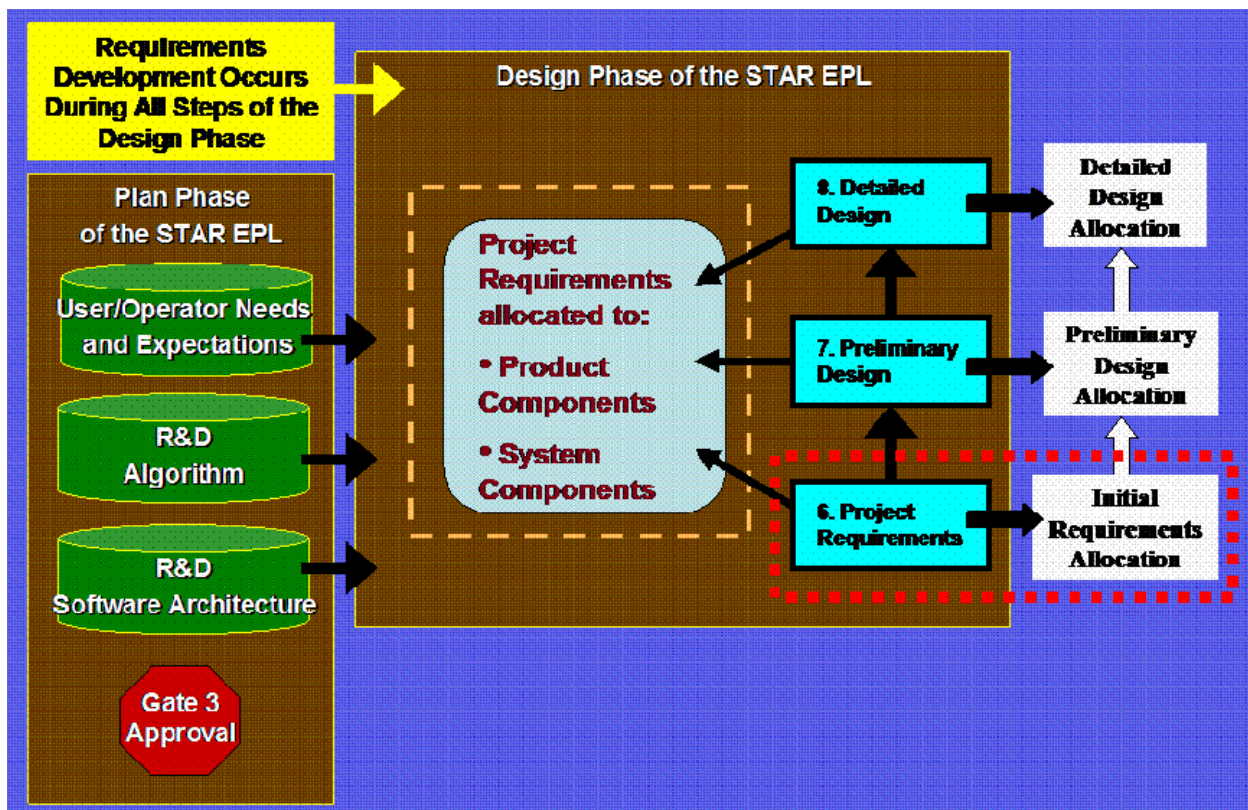 Requirements
Development Occurs
During All Steps of the
Design Phase
Plan Phase
of the STAR EPL
User/Operator Needs
and Expectations
R&D
Algorithm
R&D
Software Architecture
Gate 3
Approval
Design Phase of the STAR EPL
Project
Requirements
allocated to:
• Product
Components
• System
Components
8. Detailed
Design
7. Preliminary
Design
6. Project
Requirements
Detailed
Design
Allocation
Preliminary
Design
Allocation
Initial
Requirements
Allocation